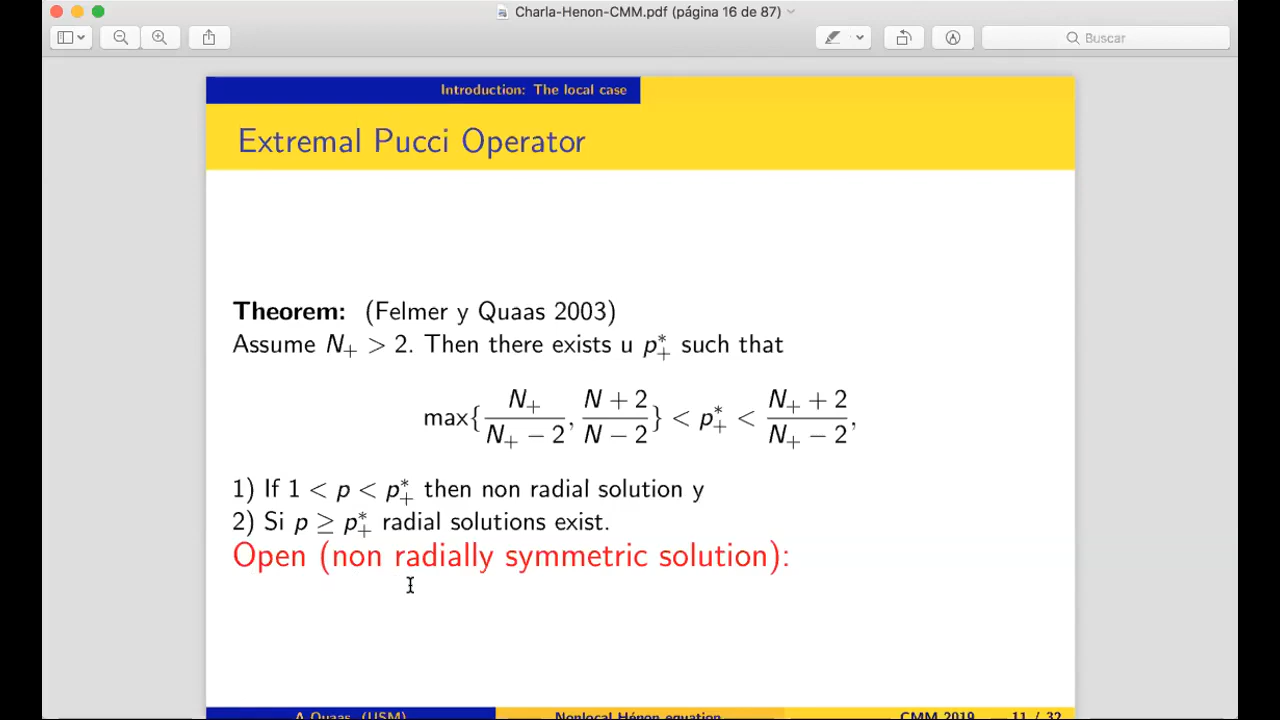 Charla-Henon-CMM.pdf (página 16 de 87)
Buscar
Introduction: The local case
Extremal Pucci Operator
Theorem: (Felmer y Quaas 2003)
Assume N₊ > 2. Then there exists u p₊* such that
max{ N₊/(N₊ − 2), (N + 2)/(N − 2) } < p₊* < (N₊ + 2)/(N₊ − 2),
1) If 1 < p < p₊* then non radial solution y
2) Si p ≥ p₊* radial solutions exist.
Open (non radially symmetric solution):
A.Quaas (USM) Nonlocal Hénon equation CMM 2019 11 / 32